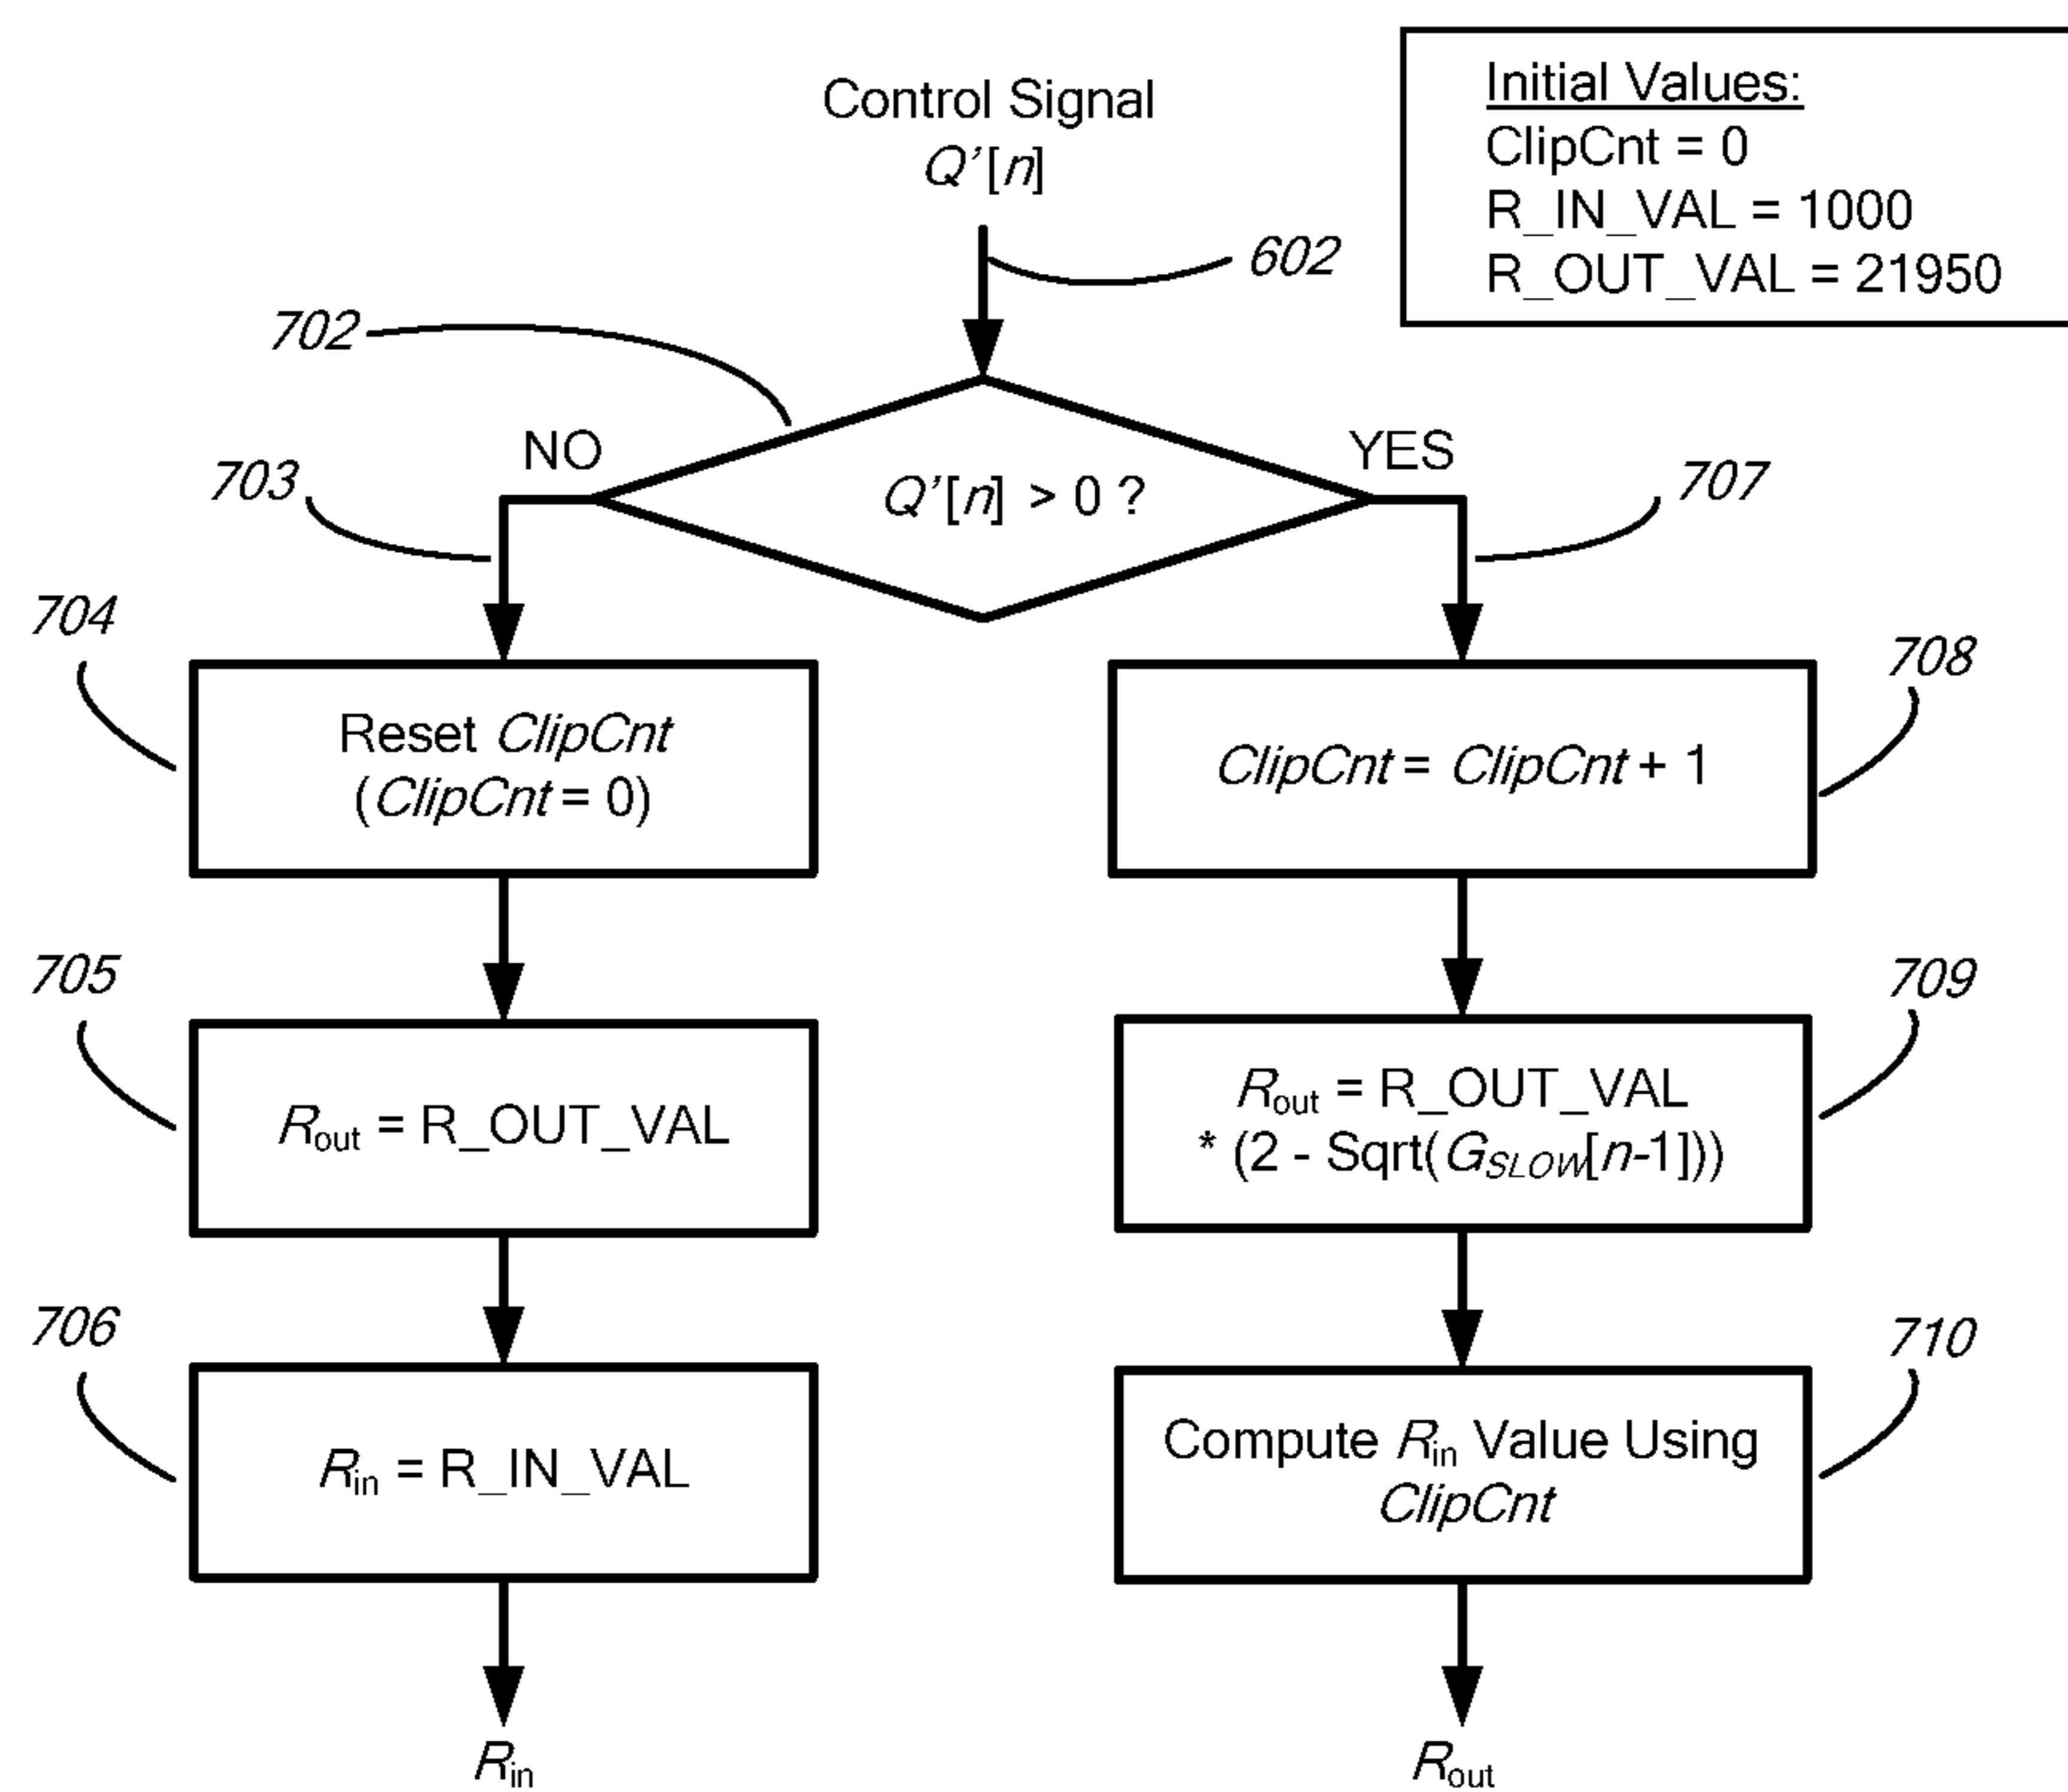 Control Signal
Q'[n]
Initial Values:
ClipCnt = 0
R_IN_VAL = 1000
R_OUT_VAL = 21950
602
702
NO
YES
703
Q'[n] > 0 ?
707
704
Reset ClipCnt
(ClipCnt = 0)
708
ClipCnt = ClipCnt + 1
705
Rout = R_OUT_VAL
709
Rout = R_OUT_VAL
* (2 - Sqrt(GSLOW[n-1]))
706
Rin = R_IN_VAL
710
Compute Rin Value Using
ClipCnt
Rin
Rout